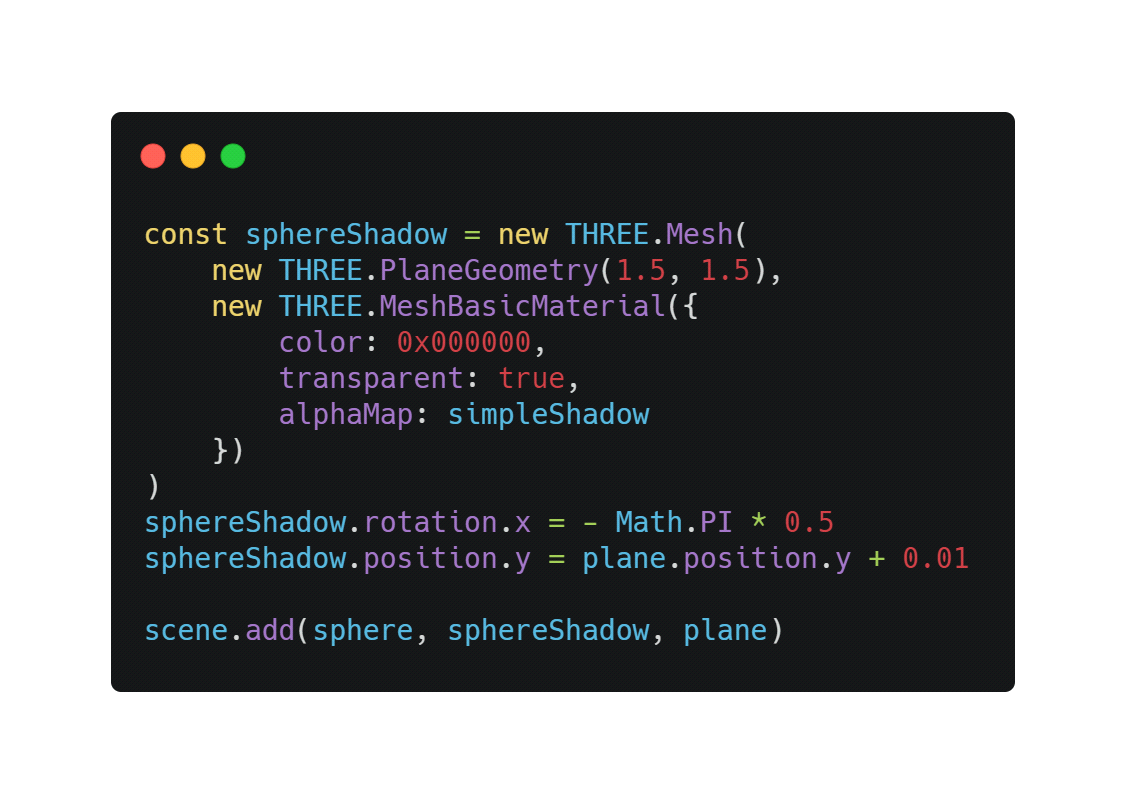 const sphereShadow = new THREE.Mesh(
    new THREE.PlaneGeometry(1.5, 1.5),
    new THREE.MeshBasicMaterial({
        color: 0x000000,
        transparent: true,
        alphaMap: simpleShadow
    })
)
sphereShadow.rotation.x = - Math.PI * 0.5
sphereShadow.position.y = plane.position.y + 0.01

scene.add(sphere, sphereShadow, plane)